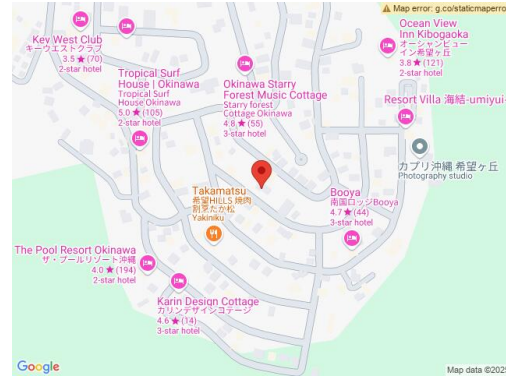 Map error: g.co/staticmaperro
Key West Club
キーウエストクラブ
3.5★(70)
2-star hotel
Ocean View
Inn Kibogaoka
オーシャンビュー
イン希望ヶ丘
3.8★(121)
2-star hotel
Tropical Surf
House | Okinawa
Tropical Surf
House Okinawa
5.0★(105)
2-star hotel
Okinawa Starry
Forest Music Cottage
Starry forest
Cottage Okinawa
4.8★(55)
3-star hotel
Resort Villa 海結-umiyui-
カプリ沖縄 希望ヶ丘
Photography studio
Takamatsu
希望HILLS 焼肉
割烹たか松
Yakiniku
Booya
南国ロッジBooya
4.7★(44)
3-star hotel
The Pool Resort Okinawa
ザ・プールリゾート沖縄
4.0★(194)
2-star hotel
Karin Design Cottage
カリンデザインコテージ
4.6★(14)
3-star hotel
Google
Map data ©2025